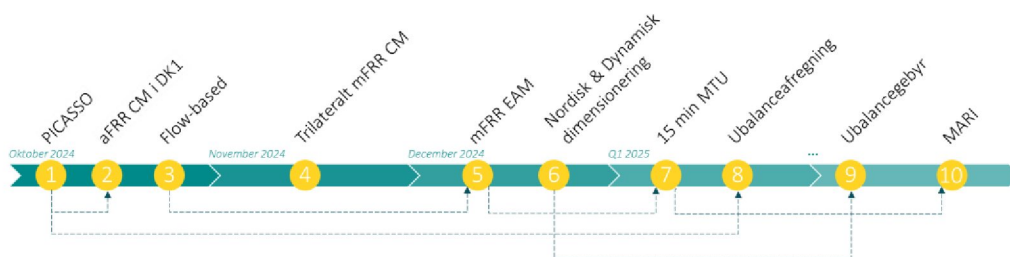 PICASSO
aFRR CM i DK1
Flow-based
Trilateralt mFRR CM
mFRR EAM
Nordisk & Dynamisk
dimensionering
15 min MTU
Ubalanceafregning
Ubalancegebyr
MARI
Oktober 2024
November 2024
December 2024
Q1 2025
...
1
2
3
4
5
6
7
8
9
10